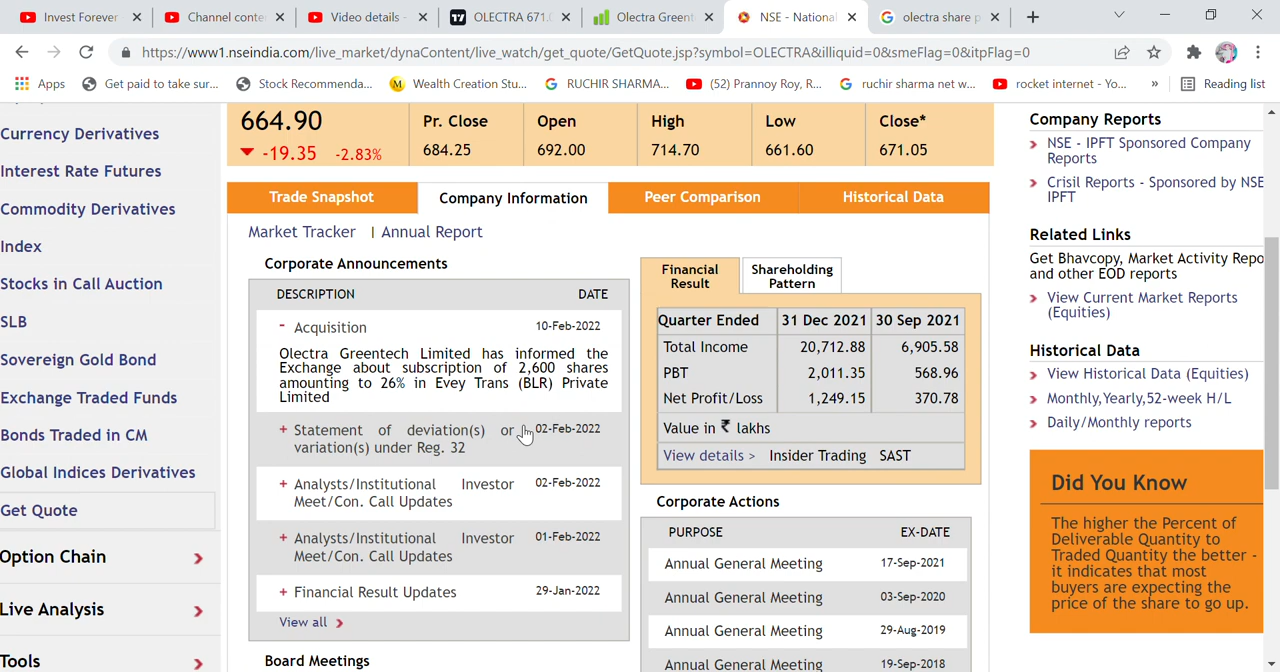 Invest Forever
Channel conte
Video details -
OLECTRA 671.
Olectra Green
NSE - National
olectra share p
https://www1.nseindia.com/live_market/dynaContent/live_watch/get_quote/GetQuote.jsp?symbol=OLECTRA&illiquid=0&smeFlag=0&itpFlag=0
Apps
Get paid to take sur...
Stock Recommenda...
Wealth Creation Stu...
RUCHIR SHARMA...
(52) Prannoy Roy, R...
ruchir sharma net w...
rocket internet - Yo...
»
Reading list
Currency Derivatives
Interest Rate Futures
Commodity Derivatives
Index
Stocks in Call Auction
SLB
Sovereign Gold Bond
Exchange Traded Funds
Bonds Traded in CM
Global Indices Derivatives
Get Quote
Option Chain
Live Analysis
Tools
664.90
-19.35 -2.83%
Pr. Close
684.25
Open
692.00
High
714.70
Low
661.60
Close*
671.05
Trade Snapshot
Company Information
Peer Comparison
Historical Data
Market Tracker | Annual Report
Corporate Announcements
DESCRIPTION DATE
- Acquisition 10-Feb-2022
Olectra Greentech Limited has informed the
Exchange about subscription of 2,600 shares
amounting to 26% in Evey Trans (BLR) Private
Limited
+ Statement of deviation(s) or 02-Feb-2022
variation(s) under Reg. 32
+ Analysts/Institutional Investor 02-Feb-2022
Meet/Con. Call Updates
+ Analysts/Institutional Investor 01-Feb-2022
Meet/Con. Call Updates
+ Financial Result Updates 29-Jan-2022
View all
Board Meetings
Financial
Result
Shareholding
Pattern
Quarter Ended 31 Dec 2021 30 Sep 2021
Total Income 20,712.88 6,905.58
PBT 2,011.35 568.96
Net Profit/Loss 1,249.15 370.78
Value in ₹ lakhs
View details > Insider Trading SAST
Corporate Actions
PURPOSE EX-DATE
Annual General Meeting 17-Sep-2021
Annual General Meeting 03-Sep-2020
Annual General Meeting 29-Aug-2019
Annual General Meeting 19-Sep-2018
Company Reports
NSE - IPFT Sponsored Company
Reports
Crisil Reports - Sponsored by NSE
IPFT
Related Links
Get Bhavcopy, Market Activity Repo
and other EOD reports
View Current Market Reports
(Equities)
Historical Data
View Historical Data (Equities)
Monthly,Yearly,52-week H/L
Daily/Monthly reports
Did You Know
The higher the Percent of
Deliverable Quantity to
Traded Quantity the better -
it indicates that most
buyers are expecting the
price of the share to go up.